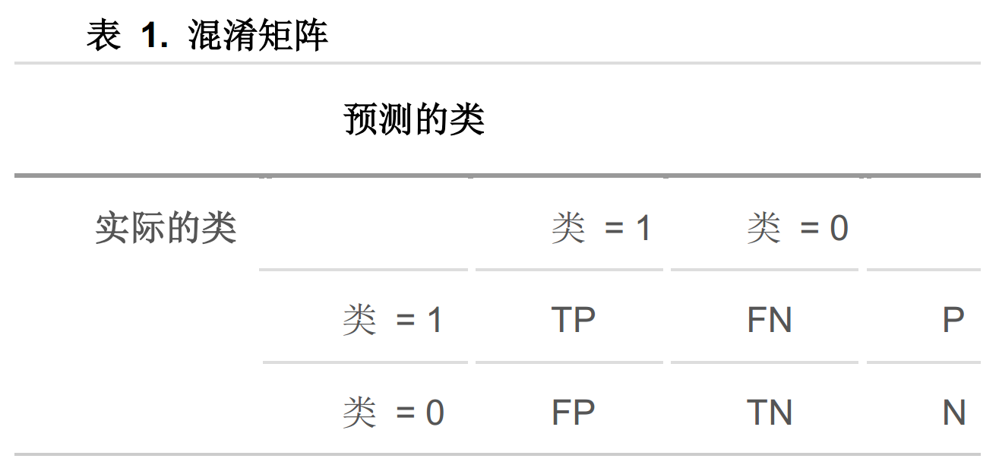 表 1. 混淆矩阵
预测的类
实际的类 类 = 1 类 = 0
类 = 1 TP FN P
类 = 0 FP TN N